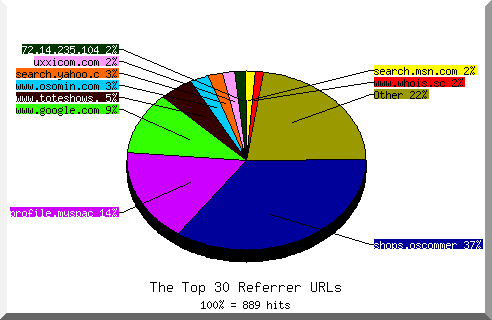 72.14.235.104 2%
uxxicom.com 2%
search.yahoo.c 3%
www.osomin.com 3%
www.toteshows. 5%
www.google.com 9%
profile.myspac 14%
search.msn.com 2%
www.whois.sc 2%
Other 22%
shops.oscommer 37%
The Top 30 Referrer URLs
100% = 889 hits